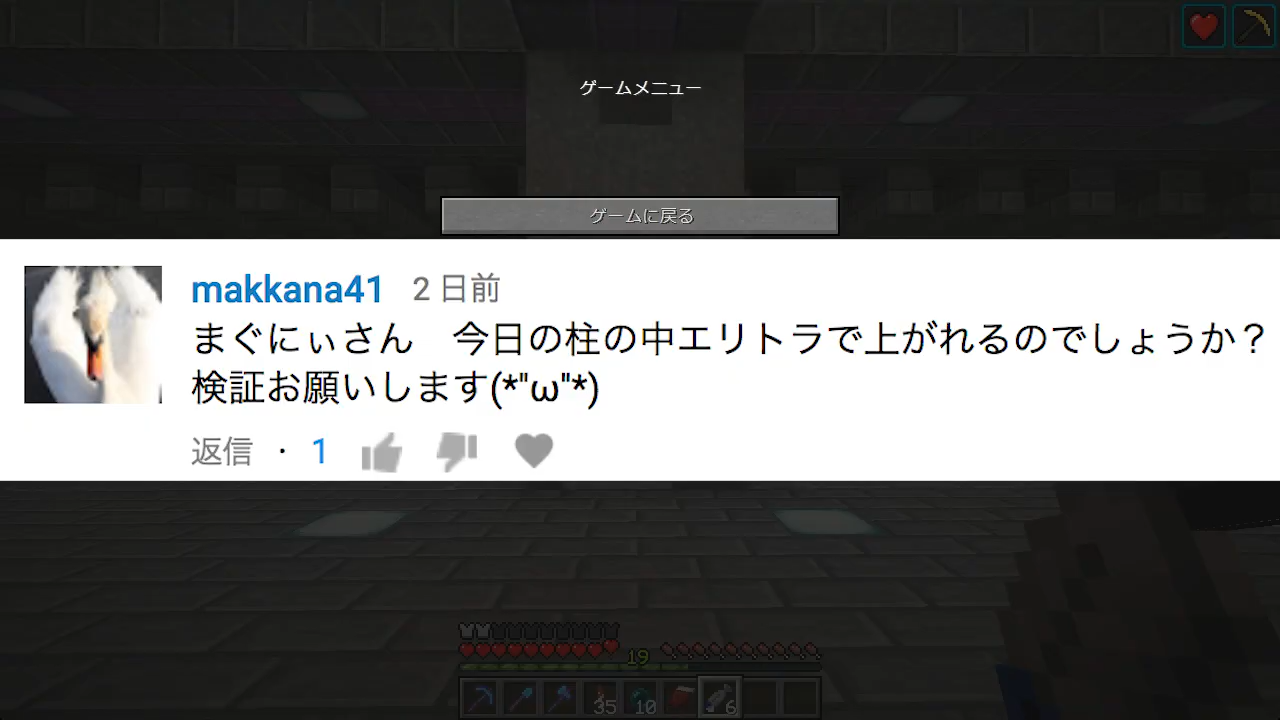 ゲームメニュー
ゲームに戻る
makkana41 2 日前
まぐにぃさん　今日の柱の中エリトラで上がれるのでしょうか？
検証お願いします(*"ω"*)
返信 · 1
19
35 10 6